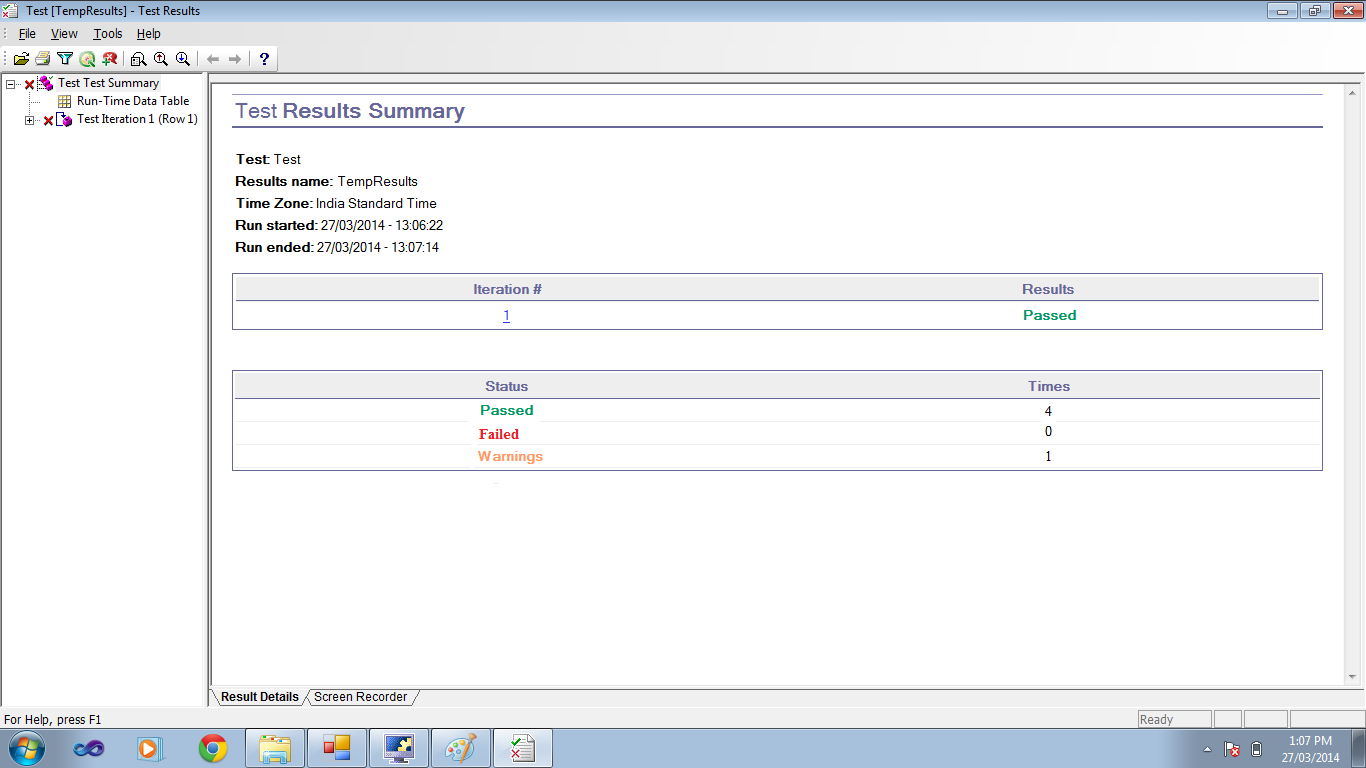 Test [TempResults] - Test Results
File View Tools Help
Test Test Summary
Run-Time Data Table
Test Iteration 1 (Row 1)
Test Results Summary
Test: Test
Results name: TempResults
Time Zone: India Standard Time
Run started: 27/03/2014 - 13:06:22
Run ended: 27/03/2014 - 13:07:14
Iteration # Results
1 Passed
Status Times
Passed 4
Failed 0
Warnings 1
Result Details Screen Recorder
For Help, press F1 Ready
1:07 PM
27/03/2014